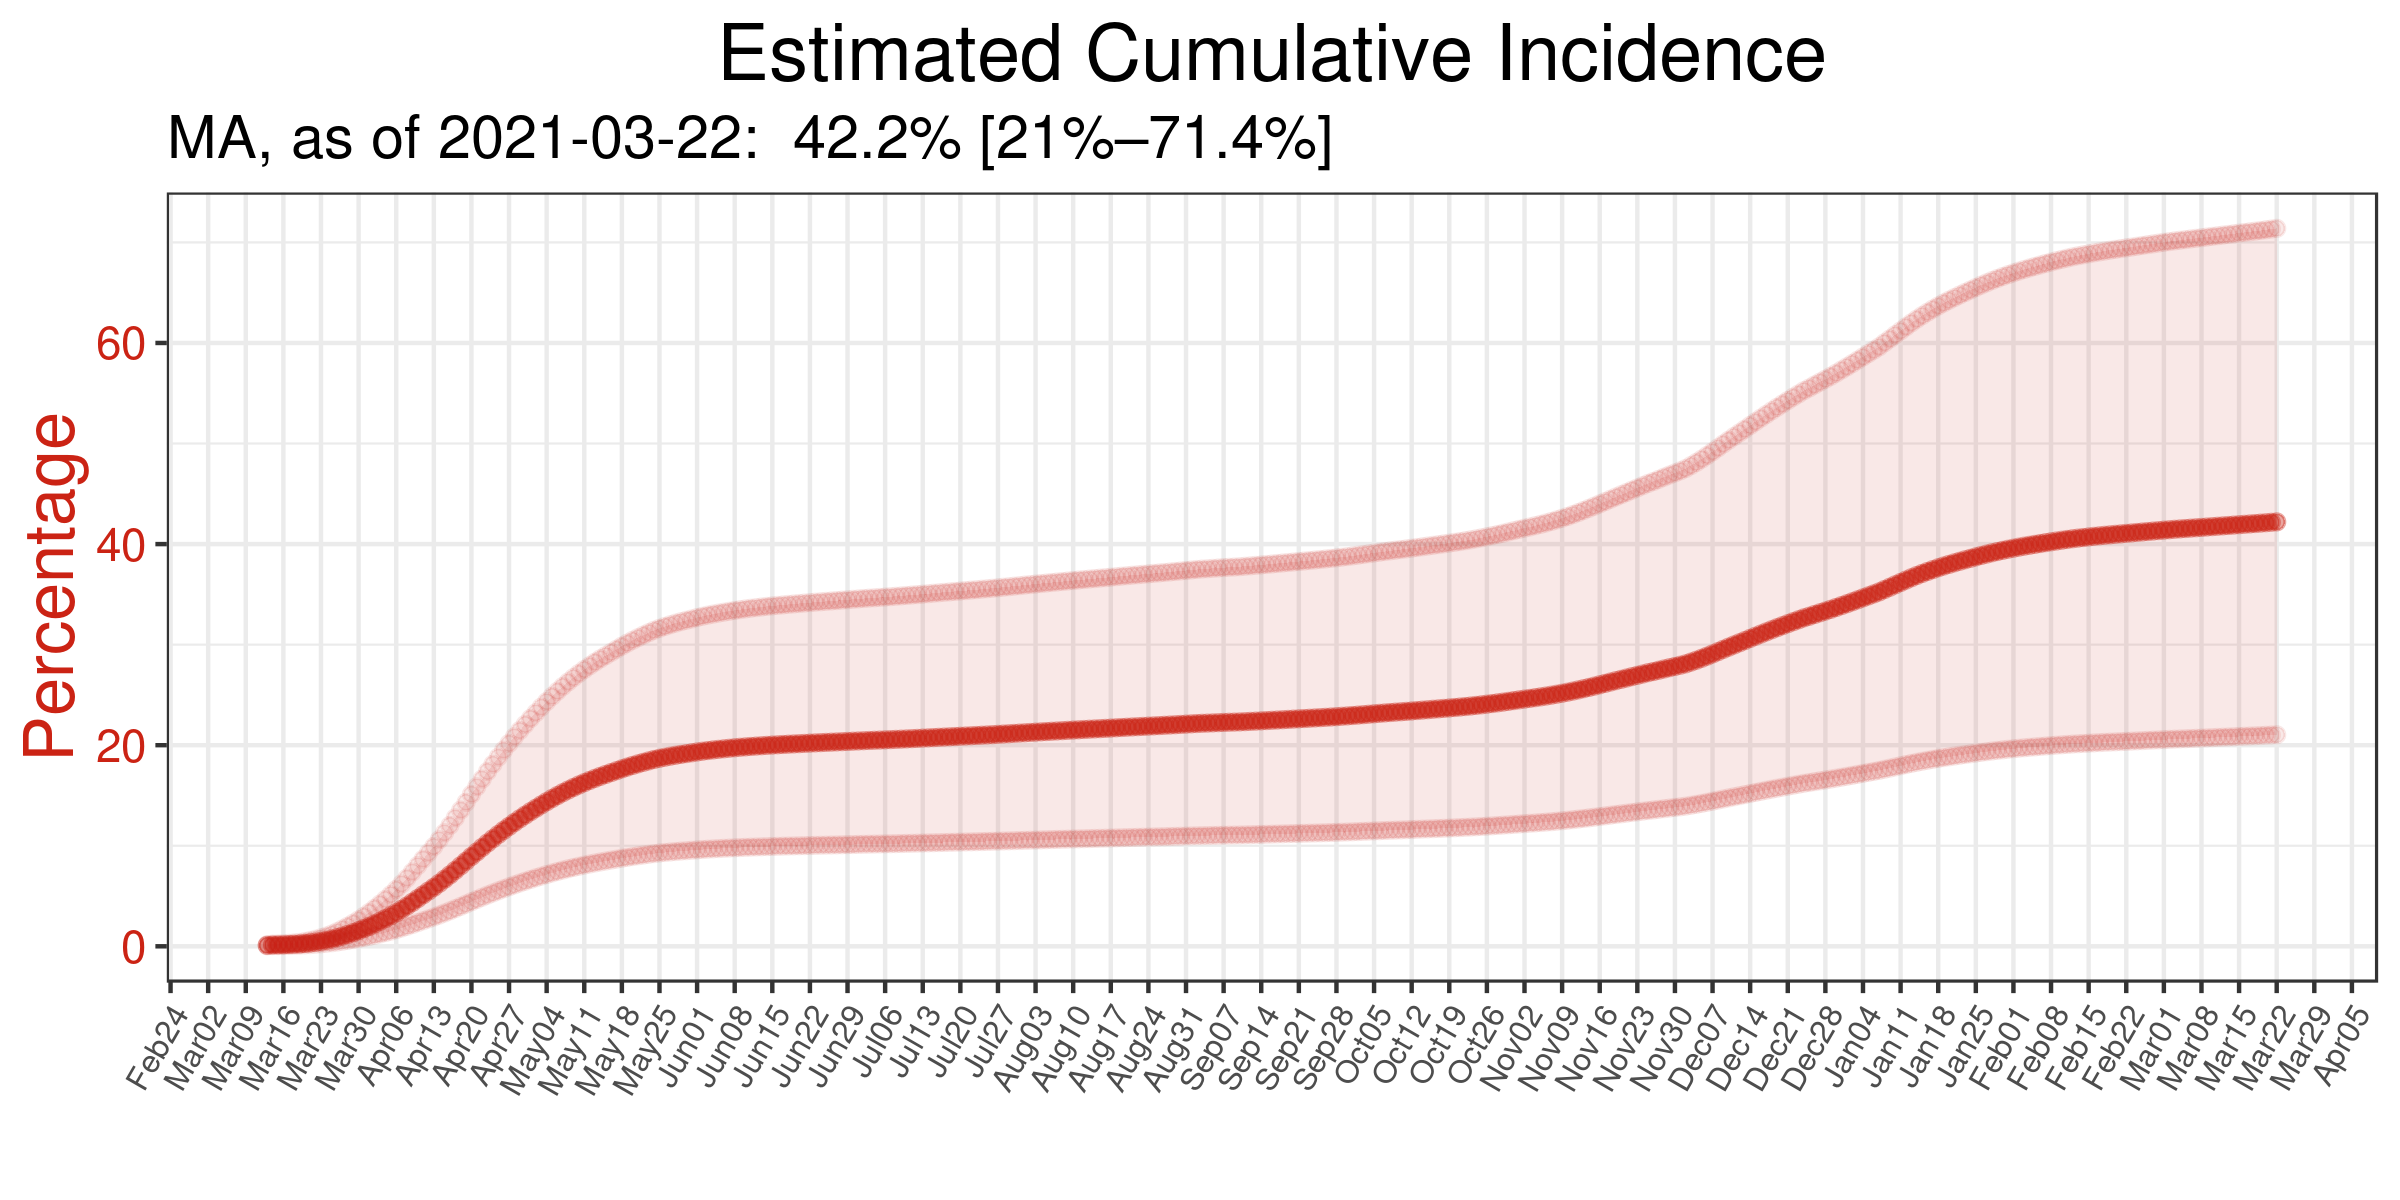 Estimated Cumulative Incidence
MA, as of 2021-03-22:  42.2% [21%–71.4%]
Percentage
60
40
20
0
Feb24
Mar02
Mar09
Mar16
Mar23
Mar30
Apr06
Apr13
Apr20
Apr27
May04
May11
May18
May25
Jun01
Jun08
Jun15
Jun22
Jun29
Jul06
Jul13
Jul20
Jul27
Aug03
Aug10
Aug17
Aug24
Aug31
Sep07
Sep14
Sep21
Sep28
Oct05
Oct12
Oct19
Oct26
Nov02
Nov09
Nov16
Nov23
Nov30
Dec07
Dec14
Dec21
Dec28
Jan04
Jan11
Jan18
Jan25
Feb01
Feb08
Feb15
Feb22
Mar01
Mar08
Mar15
Mar22
Mar29
Apr05